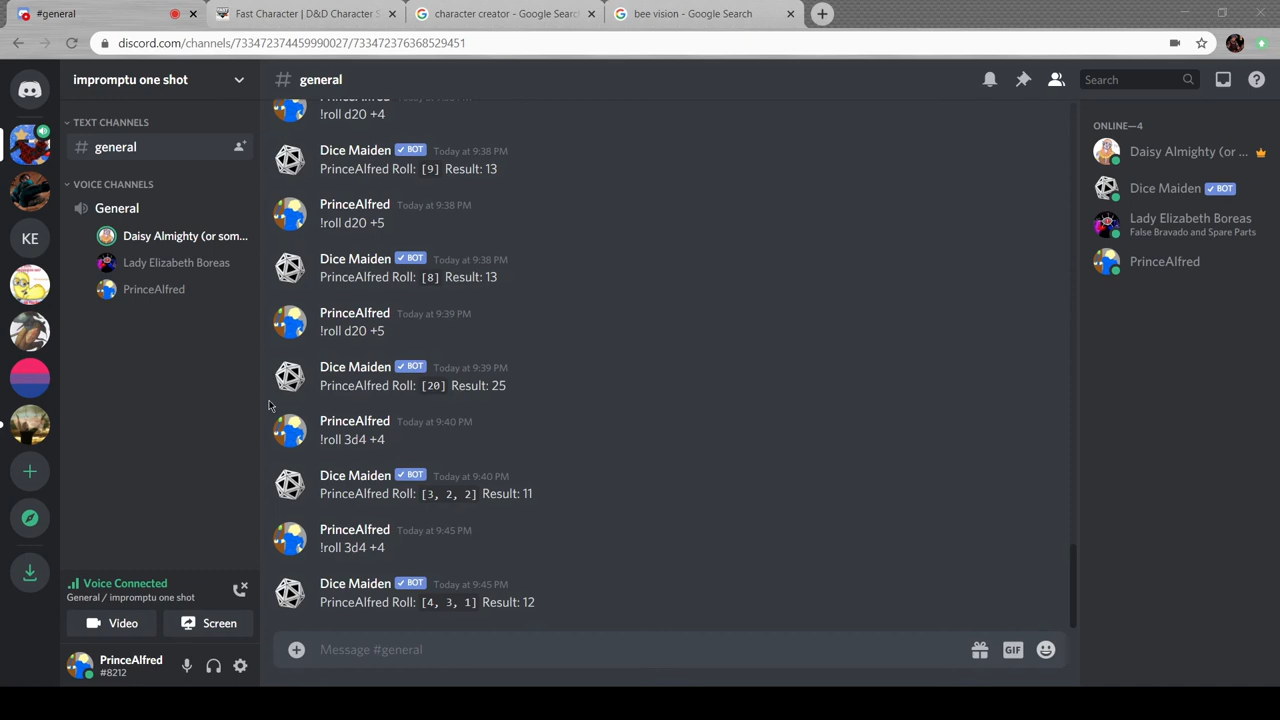 #general
Fast Character | D&D Character S
character creator - Google Search
bee vision - Google Search
discord.com/channels/733472374459990027/733472376368529451
impromptu one shot
general
Search
TEXT CHANNELS
general
VOICE CHANNELS
General
Daisy Almighty (or som...
Lady Elizabeth Boreas
PrinceAlfred
KE
!roll d20 +4
Dice Maiden BOT Today at 9:38 PM
PrinceAlfred Roll: [9] Result: 13
PrinceAlfred Today at 9:38 PM
!roll d20 +5
Dice Maiden BOT Today at 9:38 PM
PrinceAlfred Roll: [8] Result: 13
PrinceAlfred Today at 9:39 PM
!roll d20 +5
Dice Maiden BOT Today at 9:39 PM
PrinceAlfred Roll: [20] Result: 25
PrinceAlfred Today at 9:40 PM
!roll 3d4 +4
Dice Maiden BOT Today at 9:40 PM
PrinceAlfred Roll: [3, 2, 2] Result: 11
PrinceAlfred Today at 9:45 PM
!roll 3d4 +4
Dice Maiden BOT Today at 9:45 PM
PrinceAlfred Roll: [4, 3, 1] Result: 12
Message #general
GIF
ONLINE—4
Daisy Almighty (or ...
Dice Maiden BOT
Lady Elizabeth Boreas
False Bravado and Spare Parts
PrinceAlfred
Voice Connected
General / impromptu one shot
Video
Screen
PrinceAlfred
#8212